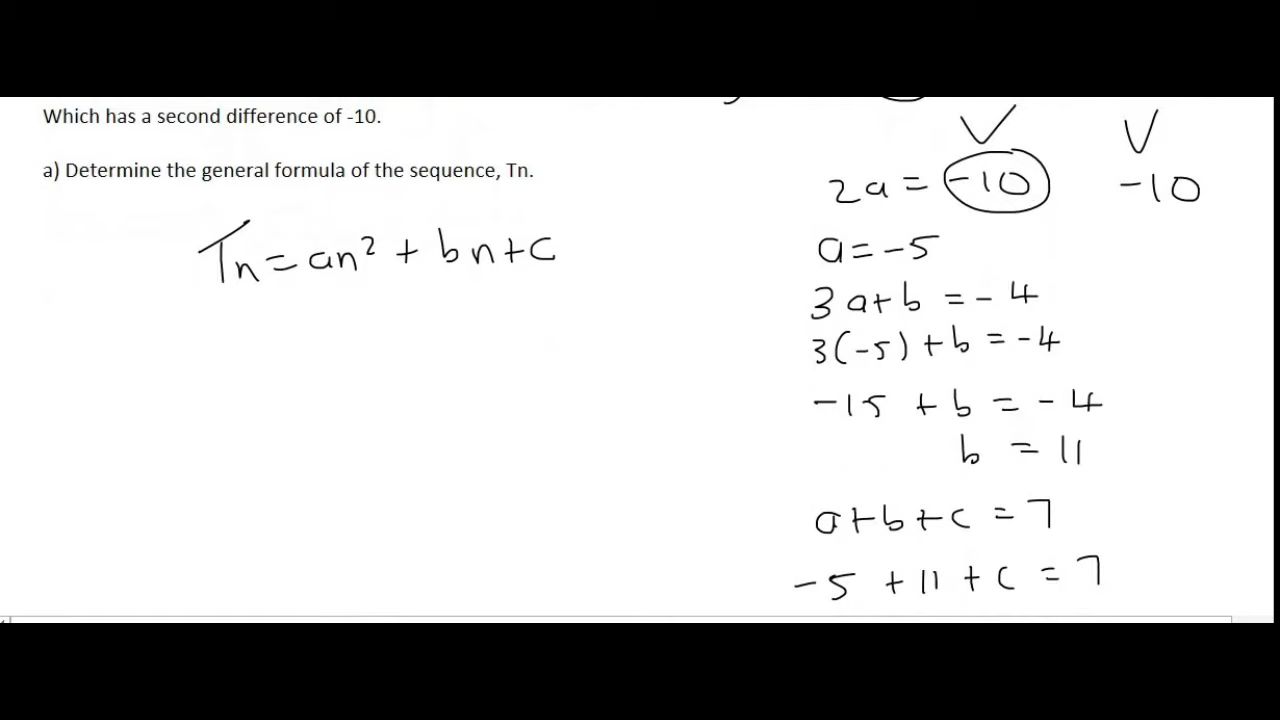 Which has a second difference of -10.
a) Determine the general formula of the sequence, Tn.
Tn = an² + bn + c
2a = -10 -10
a = -5
3a + b = -4
3(-5) + b = -4
-15 + b = -4
b = 11
a + b + c = 7
-5 + 11 + c = 7